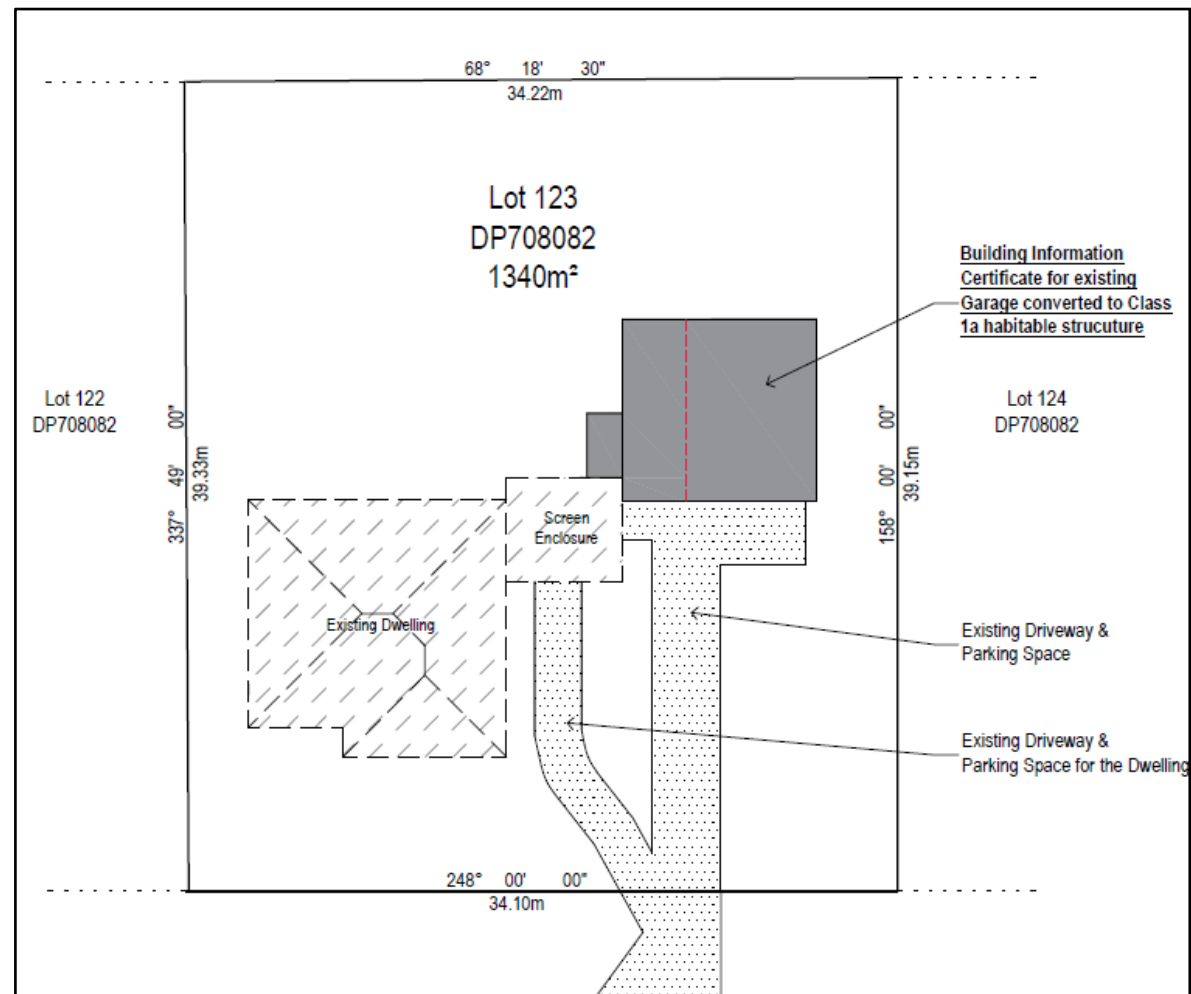 68° 18' 30"
34.22m
Lot 123
DP708082
1340m²
Building Information
Certificate for existing
Garage converted to Class
1a habitable strucuture
Lot 122
DP708082
337° 49' 00"
39.33m
Lot 124
DP708082
158° 00' 00"
39.15m
Screen
Enclosure
Existing Dwelling
Existing Driveway &
Parking Space
Existing Driveway &
Parking Space for the Dwelling
248° 00' 00"
34.10m